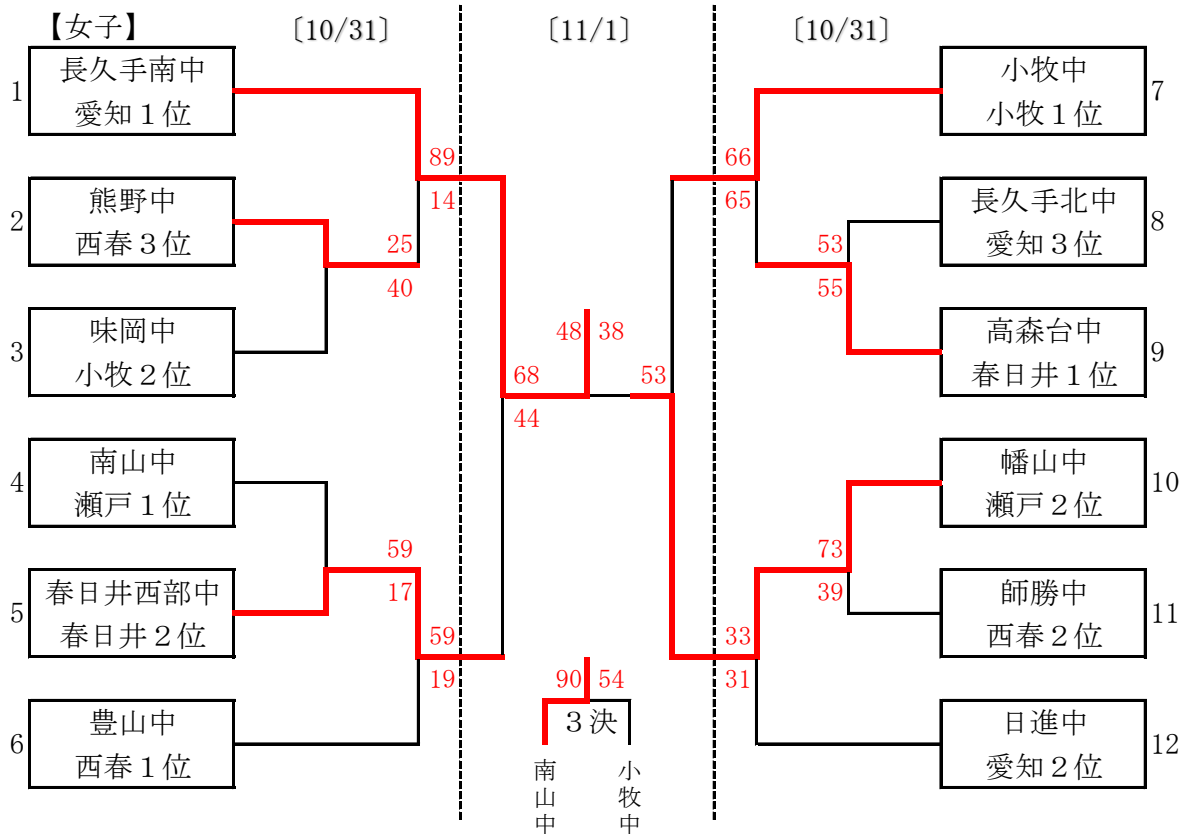 【女子】
〔10/31〕
〔11/1〕
〔10/31〕
1
長久手南中
愛知１位
2
熊野中
西春３位
3
味岡中
小牧２位
4
南山中
瀬戸１位
5
春日井西部中
春日井２位
6
豊山中
西春１位
89
14
25
40
59
17
59
19
68
44
48
38
53
90
54
３決
南山中
小牧中
66
65
53
55
73
39
33
31
小牧中
小牧１位
7
長久手北中
愛知３位
8
高森台中
春日井１位
9
幡山中
瀬戸２位
10
師勝中
西春２位
11
日進中
愛知２位
12